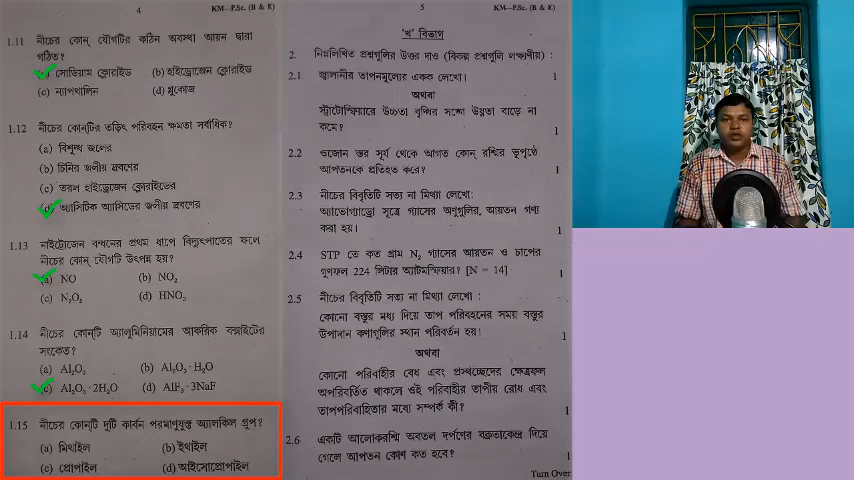 4 KM–P.Sc. (B & E)
1.11 নীচের কোন্ যৌগটির কঠিন অবস্থা আয়ন দ্বারা
গঠিত?
সোডিয়াম ক্লোরাইড (b) হাইড্রোজেন ক্লোরাইড
(c) ন্যাপথালিন (d) গ্লুকোজ
1.12 নীচের কোন্‌টির তড়িৎ পরিবহন ক্ষমতা সর্বাধিক?
(a) বিশুদ্ধ জলের
(b) চিনির জলীয় দ্রবণের
(c) তরল হাইড্রোজেন ক্লোরাইডের
(d) অ্যাসিটিক অ্যাসিডের জলীয় দ্রবণের
1.13 নাইট্রোজেন বন্ধনের প্রথম ধাপে বিদ্যুৎপাতের ফলে
নীচের কোন্ যৌগটি উৎপন্ন হয়?
(a) NO (b) NO₂
(c) N₂O₅ (d) HNO₃
1.14 নীচের কোন্‌টি অ্যালুমিনিয়ামের আকরিক বক্সাইটের
সংকেত?
(a) Al₂O₃ (b) Al₂O₃·H₂O
(c) Al₂O₃·2H₂O (d) AlF₃·3NaF
1.15 নীচের কোন্‌টি দুটি কার্বন পরমাণুযুক্ত অ্যালকিল গ্রুপ?
(a) মিথাইল (b) ইথাইল
(c) প্রোপাইল (d) আইসোপ্রোপাইল
5 KM–P.Sc. (B & E)
'খ' বিভাগ
2. নিম্নলিখিত প্রশ্নগুলির উত্তর দাও (বিকল্প প্রশ্নগুলি লক্ষ্যণীয়) :
2.1 জ্বালানীর তাপনমূল্যের একক লেখো। 1
অথবা
স্ট্র্যাটোস্ফিয়ারে উচ্চতা বৃদ্ধির সঙ্গে উষ্ণতা বাড়ে না
কমে? 1
2.2 ওজোন স্তর সূর্য থেকে আগত কোন্ রশ্মির ভূপৃষ্ঠে
আপতনকে প্রতিহত করে? 1
2.3 নীচের বিবৃতিটি সত্য না মিথ্যা লেখো:
অ্যাভোগ্যাড্রো সূত্রে গ্যাসের অণুগুলির, আয়তন গণ্য
করা হয়। 1
2.4 STP তে কত গ্রাম N₂ গ্যাসের আয়তন ও চাপের
গুণফল 224 লিটার অ্যাটমস্ফিয়ার? [N = 14] 1
2.5 নীচের বিবৃতিটি সত্য না মিথ্যা লেখো :
কোনো বস্তুর মধ্য দিয়ে তাপ পরিবহনের সময় বস্তুর
উপাদান কণাগুলির স্থান পরিবর্তন হয়। 1
অথবা
কোনো পরিবাহীর বেধ এবং প্রস্থচ্ছেদের ক্ষেত্রফল
অপরিবর্তিত থাকলে ওই পরিবাহীর তাপীয় রোধ এবং
তাপপরিবাহিতার মধ্যে সম্পর্ক কী? 1
2.6 একটি আলোকরশ্মি অবতল দর্পণের বক্রতাকেন্দ্র দিয়ে
গেলে আপতন কোণ কত হবে? 1
Turn Over